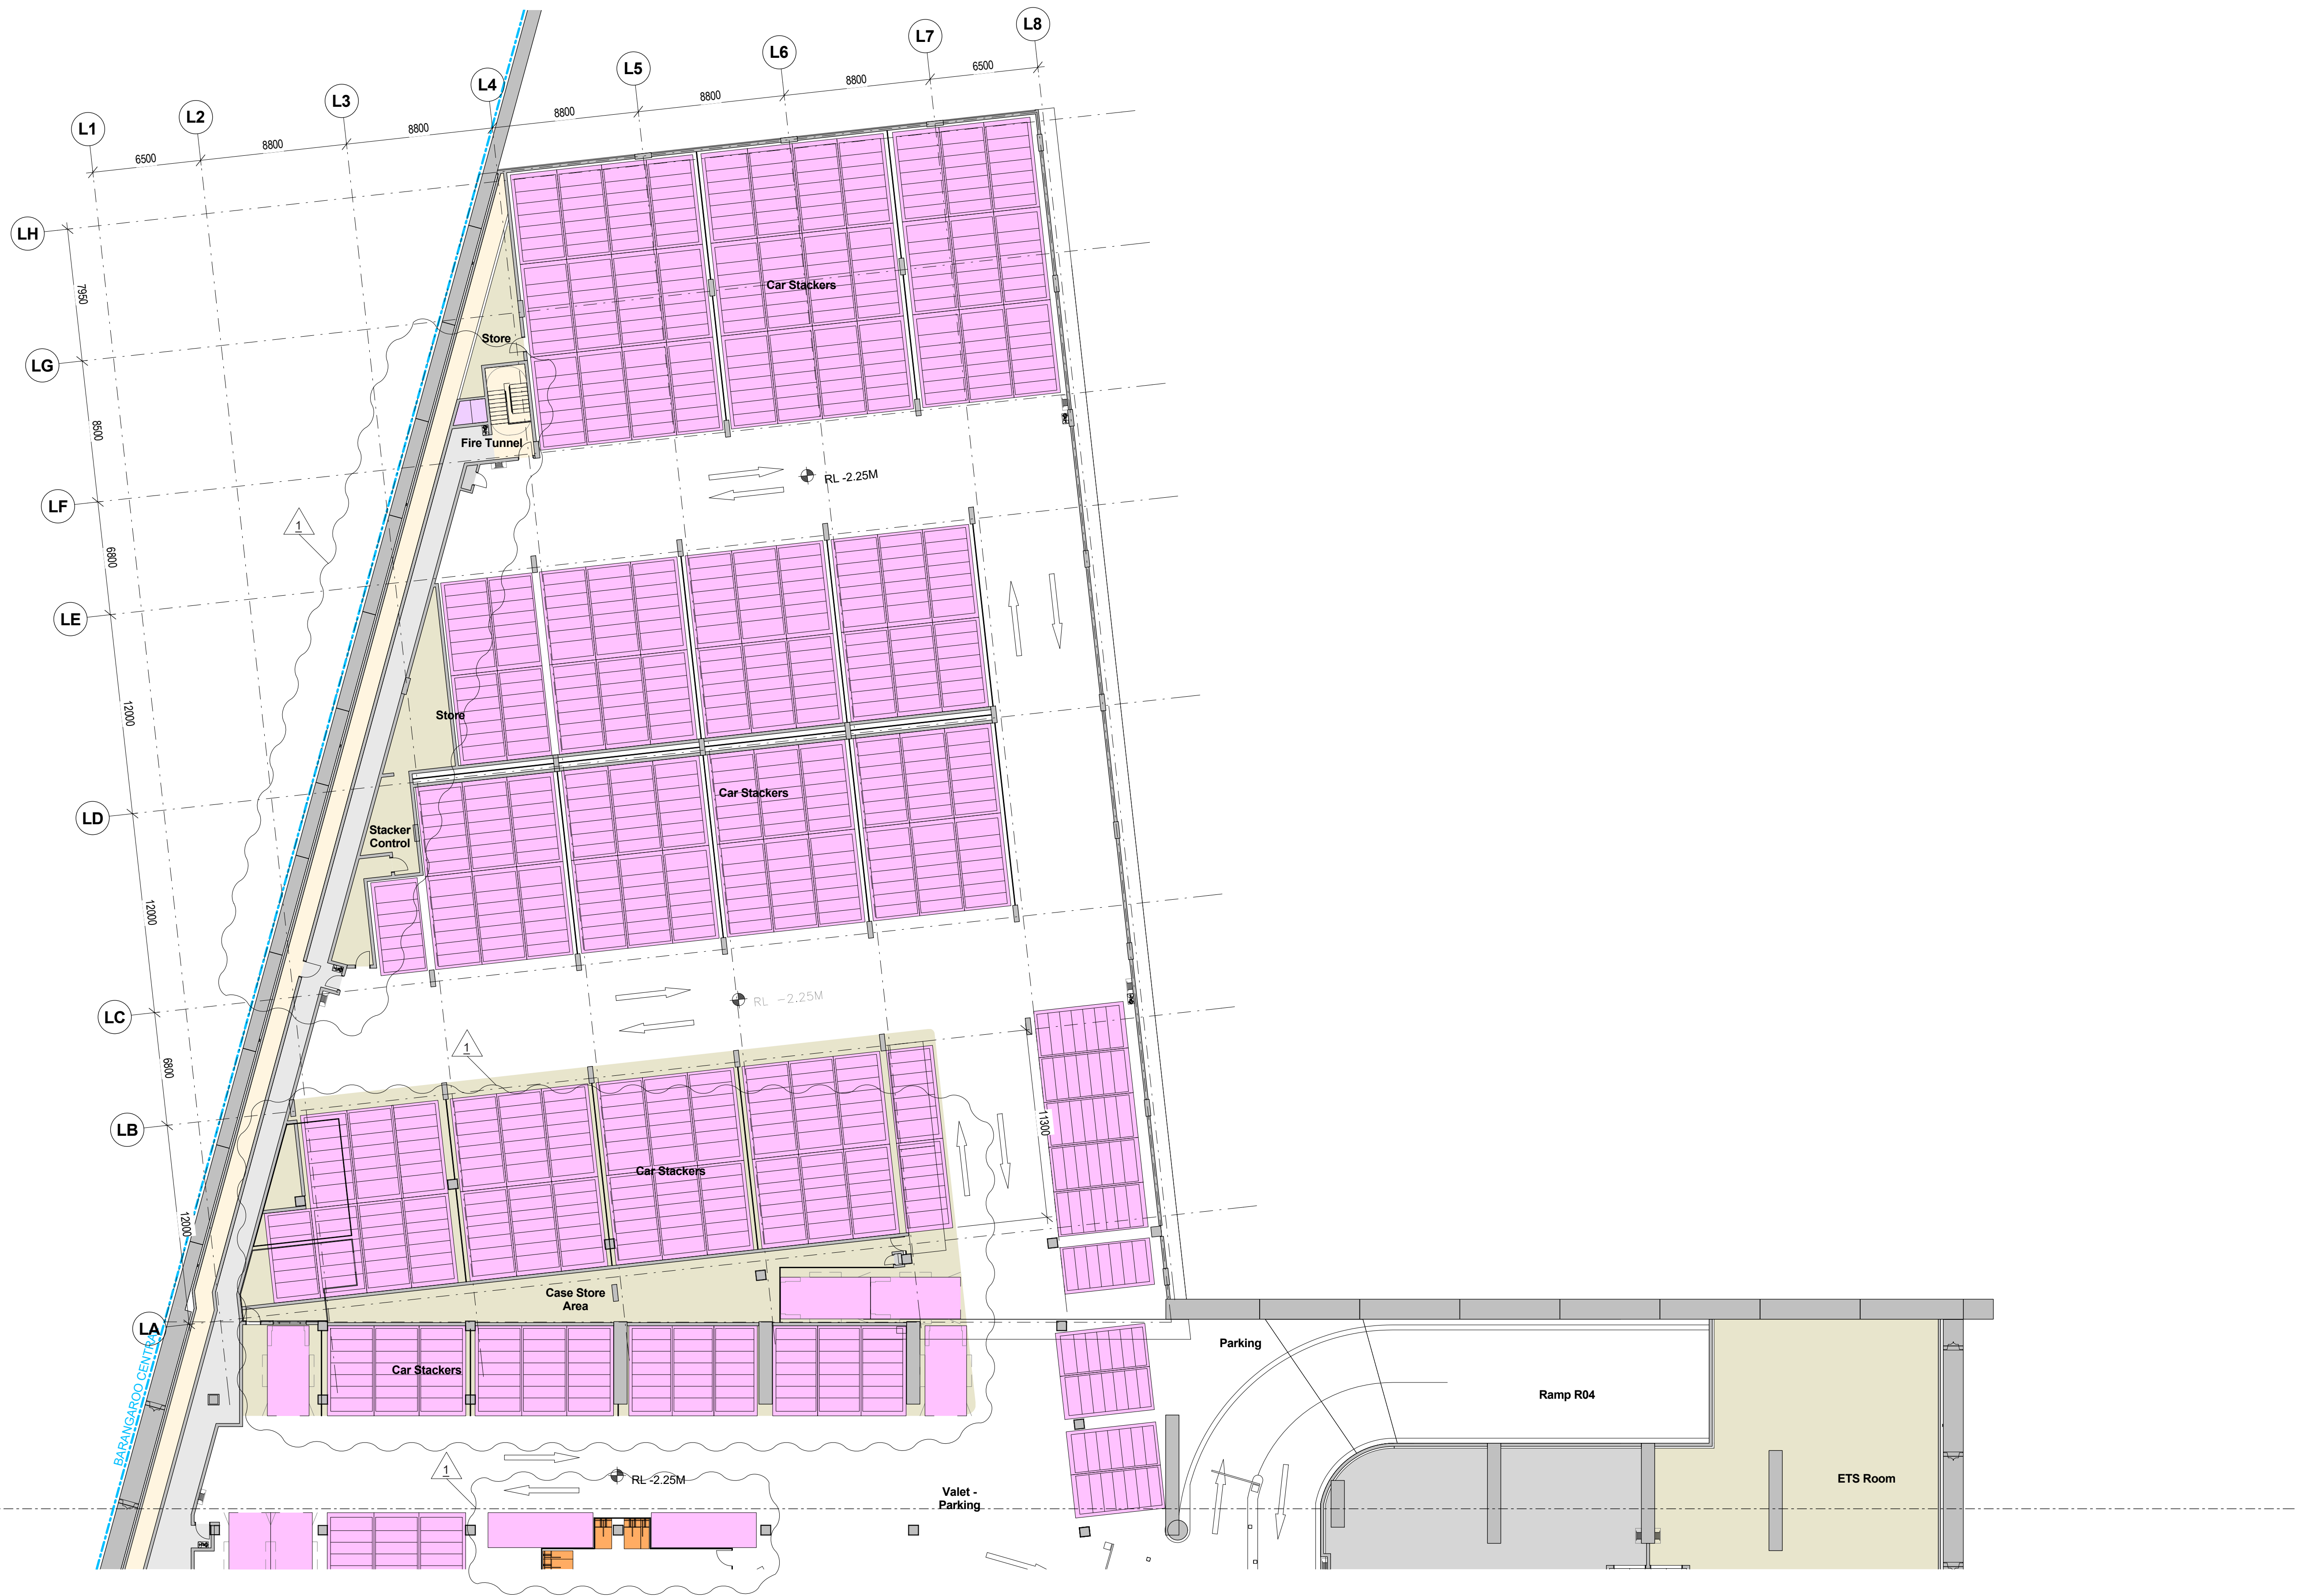 L8
L7
L6
L5
L4
L3
L2
L1
6500
8800
8800
8800
8800
8800
6500
LH
7950
LG
8500
LF
6800
LE
12000
LD
12000
LC
6800
LB
12000
LA
Car Stackers
Store
Fire Tunnel
RL -2.25M
1
Store
Car Stackers
Stacker
Control
RL -2.25M
1
11300
Car Stackers
Case Store
Area
BARANGAROO CENTRAL
Car Stackers
Parking
Ramp R04
ETS Room
1
RL -2.25M
Valet -
Parking